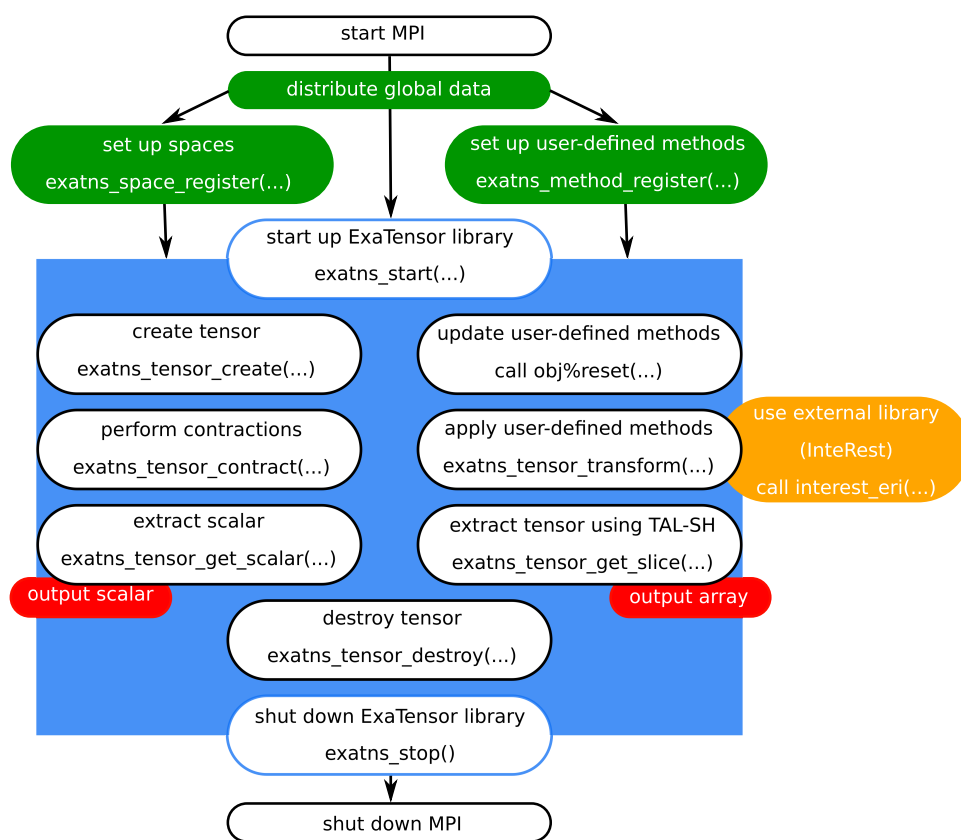 start MPI
distribute global data
set up spaces
exatns_space_register(...)
set up user-defined methods
exatns_method_register(...)
start up ExaTensor library
exatns_start(...)
create tensor
exatns_tensor_create(...)
update user-defined methods
call obj%reset(...)
perform contractions
exatns_tensor_contract(...)
apply user-defined methods
exatns_tensor_transform(...)
use external library
(InteRest)
call interest_eri(...)
extract scalar
exatns_tensor_get_scalar(...)
extract tensor using TAL-SH
exatns_tensor_get_slice(...)
output scalar
output array
destroy tensor
exatns_tensor_destroy(...)
shut down ExaTensor library
exatns_stop()
shut down MPI